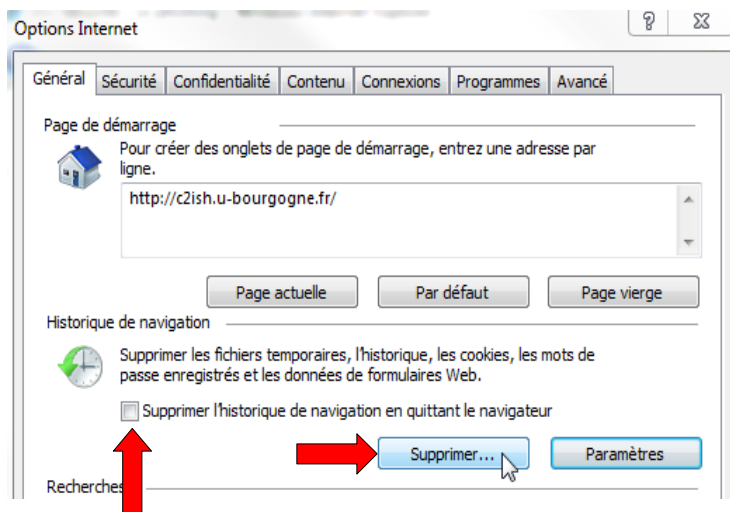 Options Internet
Général Sécurité Confidentialité Contenu Connexions Programmes Avancé
Page de démarrage
Pour créer des onglets de page de démarrage, entrez une adresse par
ligne.
http://c2ish.u-bourgogne.fr/
Page actuelle Par défaut Page vierge
Historique de navigation
Supprimer les fichiers temporaires, l'historique, les cookies, les mots de
passe enregistrés et les données de formulaires Web.
Supprimer l'historique de navigation en quittant le navigateur
Supprimer... Paramètres
Recherches